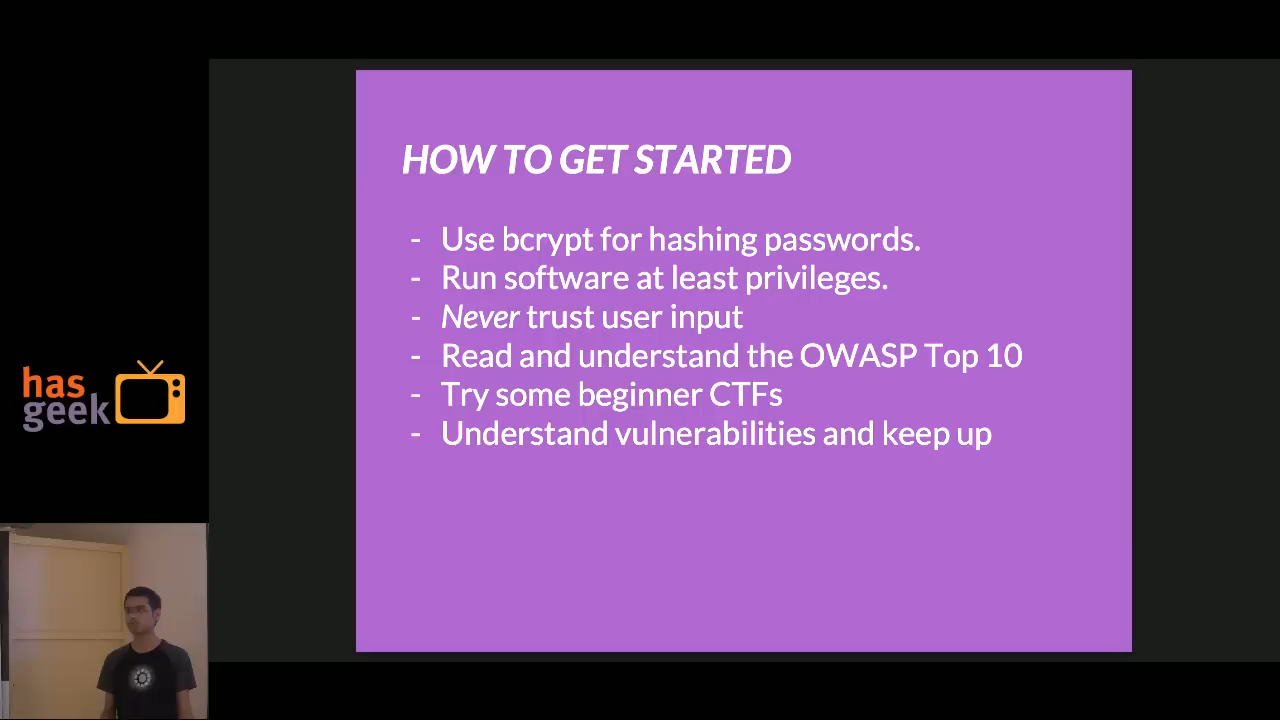 HOW TO GET STARTED
- Use bcrypt for hashing passwords.
- Run software at least privileges.
- Never trust user input
- Read and understand the OWASP Top 10
- Try some beginner CTFs
- Understand vulnerabilities and keep up
has
geek